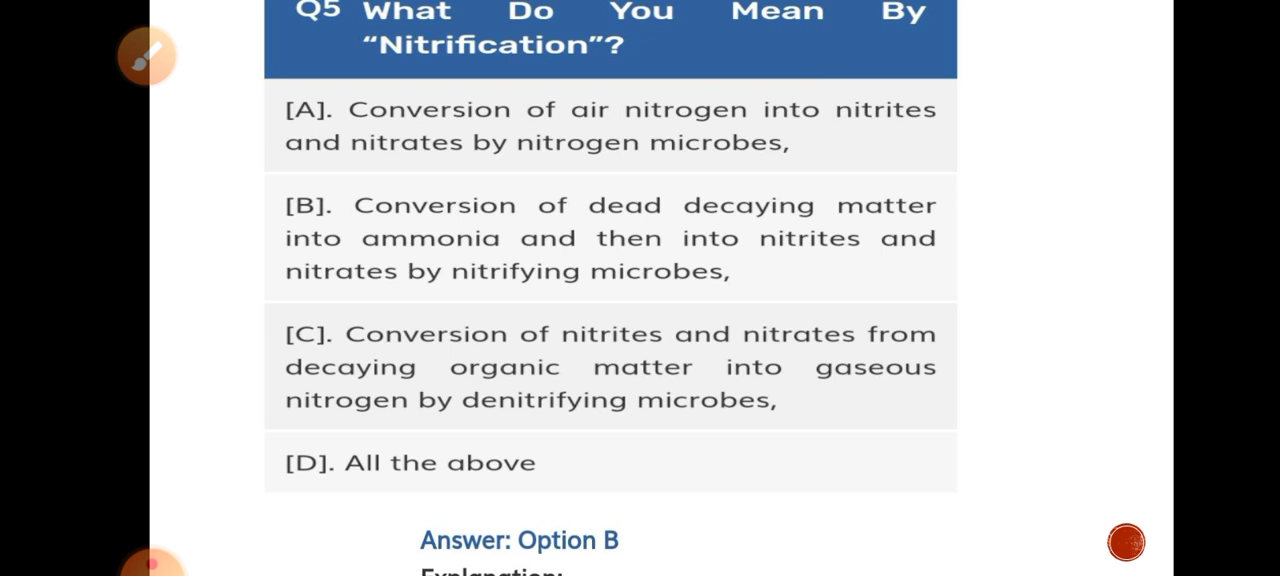 Q5 What Do You Mean By
“Nitrification”?
[A]. Conversion of air nitrogen into nitrites
and nitrates by nitrogen microbes,
[B]. Conversion of dead decaying matter
into ammonia and then into nitrites and
nitrates by nitrifying microbes,
[C]. Conversion of nitrites and nitrates from
decaying organic matter into gaseous
nitrogen by denitrifying microbes,
[D]. All the above
Answer: Option B
Explanation: